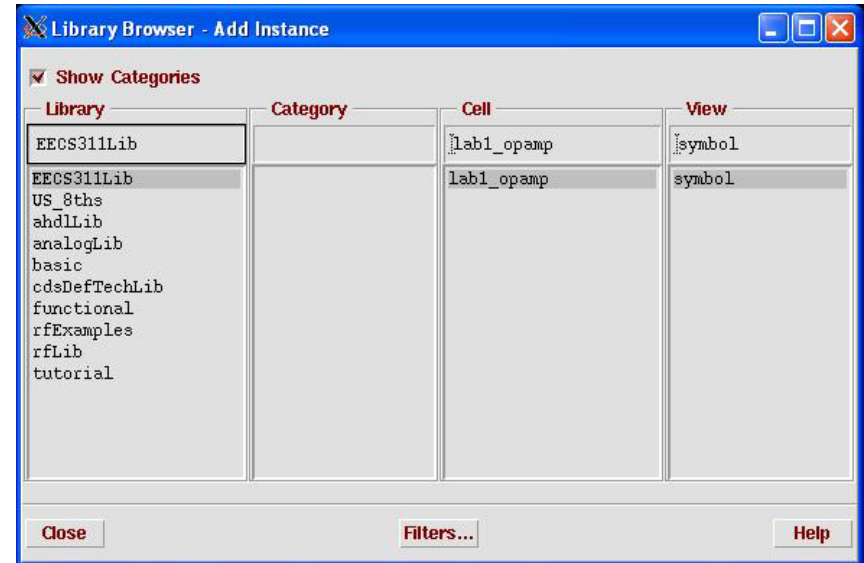 Library Browser - Add Instance
Show Categories
Library Category Cell View
EECS311Lib lab1_opamp symbol
EECS311Lib lab1_opamp symbol
US_8ths
ahdlLib
analogLib
basic
cdsDefTechLib
functional
rfExamples
rfLib
tutorial
Close Filters... Help